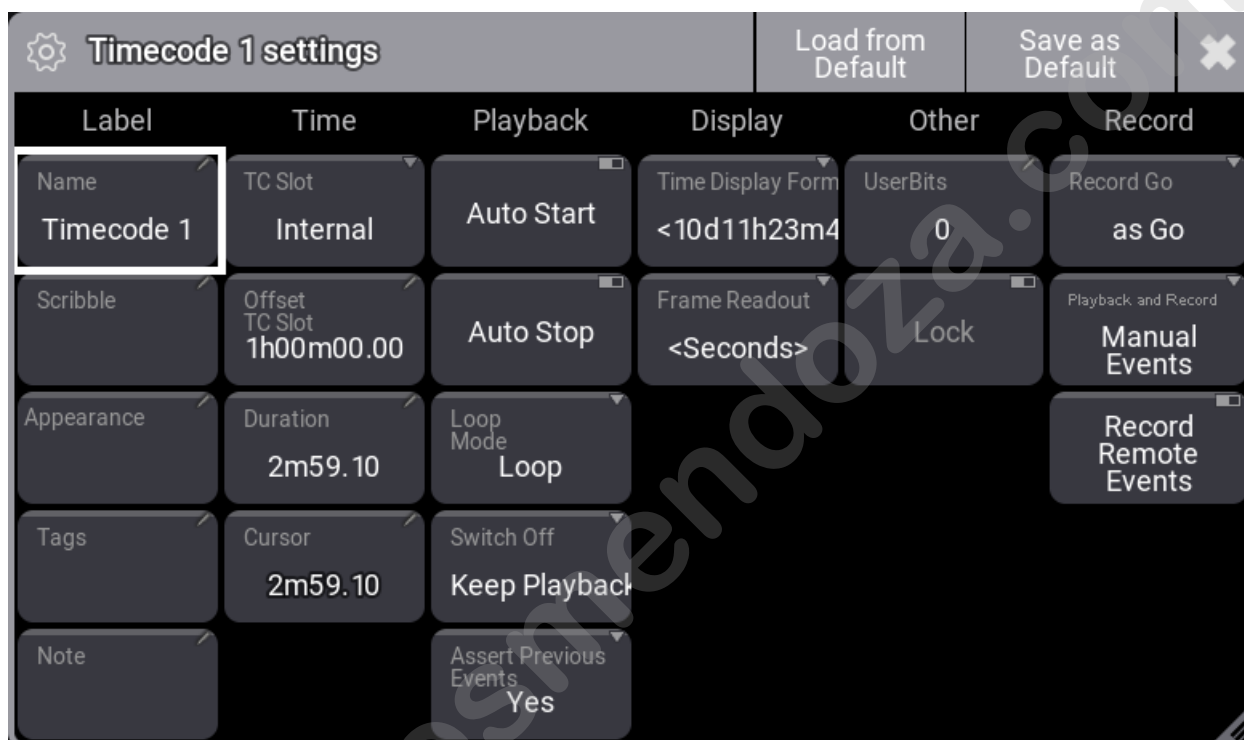 Timecode 1 settings
Load from
Default
Save as
Default
Label
Time
Playback
Display
Other
Record
Name
Timecode 1
TC Slot
Internal
Auto Start
Time Display Form
<10d11h23m4
UserBits
0
Record Go
as Go
Scribble
Offset
TC Slot
1h00m00.00
Auto Stop
Frame Readout
<Seconds>
Lock
Playback and Record
Manual
Events
Appearance
Duration
2m59.10
Loop
Mode
Loop
Record
Remote
Events
Tags
Cursor
2m59.10
Switch Off
Keep Playback
Note
Assert Previous
Events
Yes
osmendoza.com